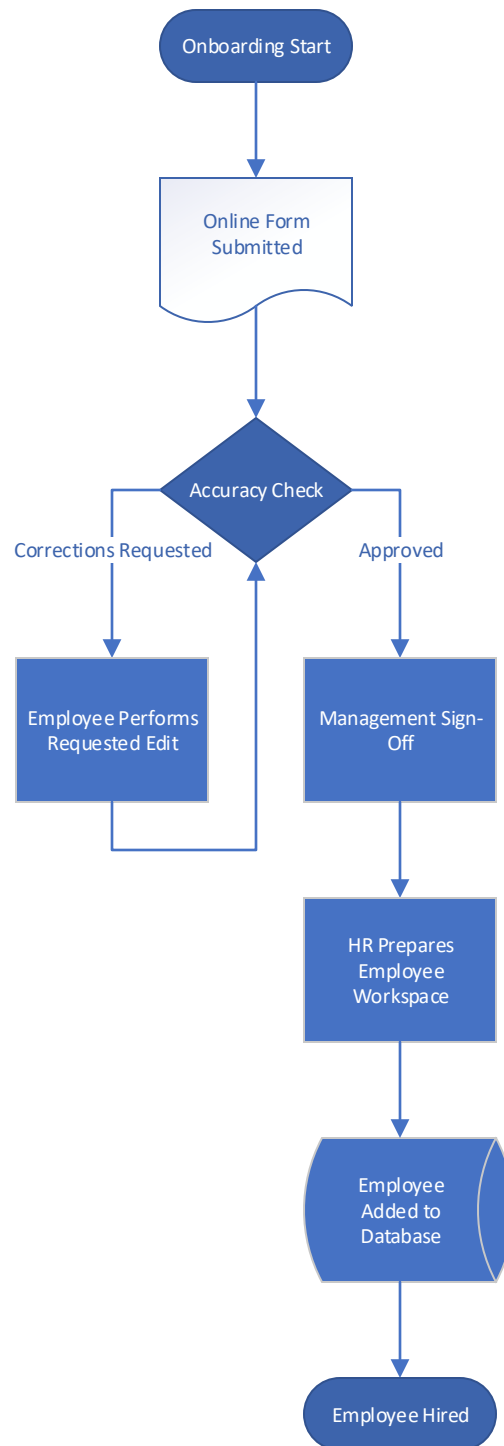 Onboarding Start
Online Form
Submitted
Accuracy Check
Corrections Requested
Approved
Employee Performs
Requested Edit
Management Sign-
Off
HR Prepares
Employee
Workspace
Employee
Added to
Database
Employee Hired